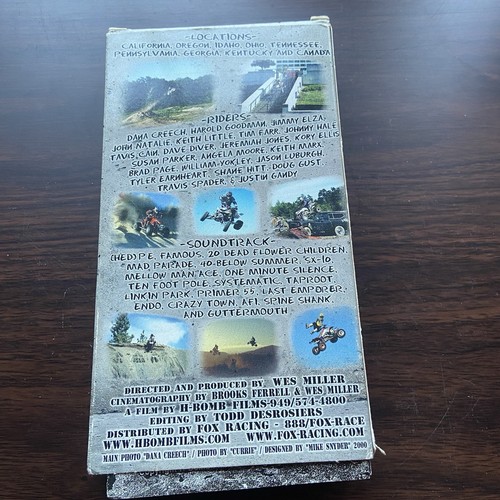 -LOCATIONS-
CALIFORNIA, OREGON, IDAHO, OHIO, TENNESSEE,
PENNSYLVANIA, GEORGIA, KENTUCKY AND CANADA
-RIDERS-
DANA CREECH, HAROLD GOODMAN, JIMMY ELZA,
JOHN NATALIE, KEITH LITTLE, TIM FARR, JOHNNY HALE
TAVIS CAIN, DAVE DIVER, JEREMIAH JONES, KORY ELLIS
SUSAN PARKER, ANGELA MOORE, KEITH MARX,
BRAD PAGE, WILLIAM YOKLEY, JASON LUBURGH,
TYLER EARNHEART, SHANE HITT, DOUG GUST,
TRAVIS SPADER, & JUSTIN GANDY
-SOUNDTRACK-
(HED)P.E, FAMOUS, 20 DEAD FLOWER CHILDREN,
MAD PARADE, 40-BELOW SUMMER, SX-10,
MELLOW MAN ACE, ONE MINUTE SILENCE,
TEN FOOT POLE, SYSTEMATIC, TAPROOT,
LINKIN PARK, PRIMER 55, LAST EMPORER,
ENDO, CRAZY TOWN, AFI, SPINE SHANK,
AND GUTTERMOUTH
DIRECTED AND PRODUCED BY WES MILLER
CINEMATOGRAPHY BY BROOKS FERRELL & WES MILLER
A FILM BY H-BOMB FILMS-949/574-4800
EDITING BY TODD DESROSIERS
DISTRIBUTED BY FOX RACING - 888/FOX-RACE
WWW.HBOMBFILMS.COM WWW.FOX-RACING.COM
MAIN PHOTO "DANA CREECH" / PHOTO BY "CURRIE" / DESIGNED BY "MIKE SNYDER" 2000